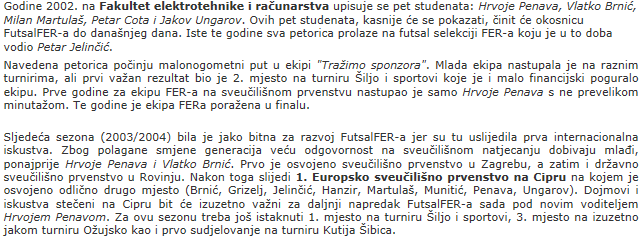 Godine 2002. na Fakultet elektrotehnike i računarstva upisuje se pet studenata: Hrvoje Penava, Vlatko Brnić,
Milan Martulaš, Petar Cota i Jakov Ungarov. Ovih pet studenata, kasnije će se pokazati, činit će okosnicu
FutsalFER-a do današnjeg dana. Iste te godine sva petorica prolaze na futsal selekciji FER-a koju je u to doba
vodio Petar Jelinčić.
Navedena petorica počinju malonogometni put u ekipi "Tražimo sponzora". Mlada ekipa nastupala je na raznim
turnirima, ali prvi važan rezultat bio je 2. mjesto na turniru Šiljo i sportovi koje je i malo financijski poguralo
ekipu. Prve godine za ekipu FER-a na sveučilišnom prvenstvu nastupao je samo Hrvoje Penava s ne prevelikom
minutažom. Te godine je ekipa FERa poražena u finalu.
Sljedeća sezona (2003/2004) bila je jako bitna za razvoj FutsalFER-a jer su tu uslijedila prva internacionalna
iskustva. Zbog polagane smjene generacija veću odgovornost na sveučilišnom natjecanju dobivaju mlađi,
ponajprije Hrvoje Penava i Vlatko Brnić. Prvo je osvojeno sveučilišno prvenstvo u Zagrebu, a zatim i državno
sveučilišno prvenstvo u Rovinju. Nakon toga slijedi 1. Europsko sveučilišno prvenstvo na Cipru na kojem je
osvojeno odlično drugo mjesto (Brnić, Grizelj, Jelinčić, Hanzir, Martulaš, Munitić, Penava, Ungarov). Dojmovi i
iskustva stečeni na Cipru bit će izuzetno važni za daljnji napredak FutsalFER-a sada pod novim voditeljem
Hrvojem Penavom. Za ovu sezonu treba još istaknuti 1. mjesto na turniru Šiljo i sportovi, 3. mjesto na izuzetno
jakom turniru Ožujsko kao i prvo sudjelovanje na turniru Kutija Šibica.